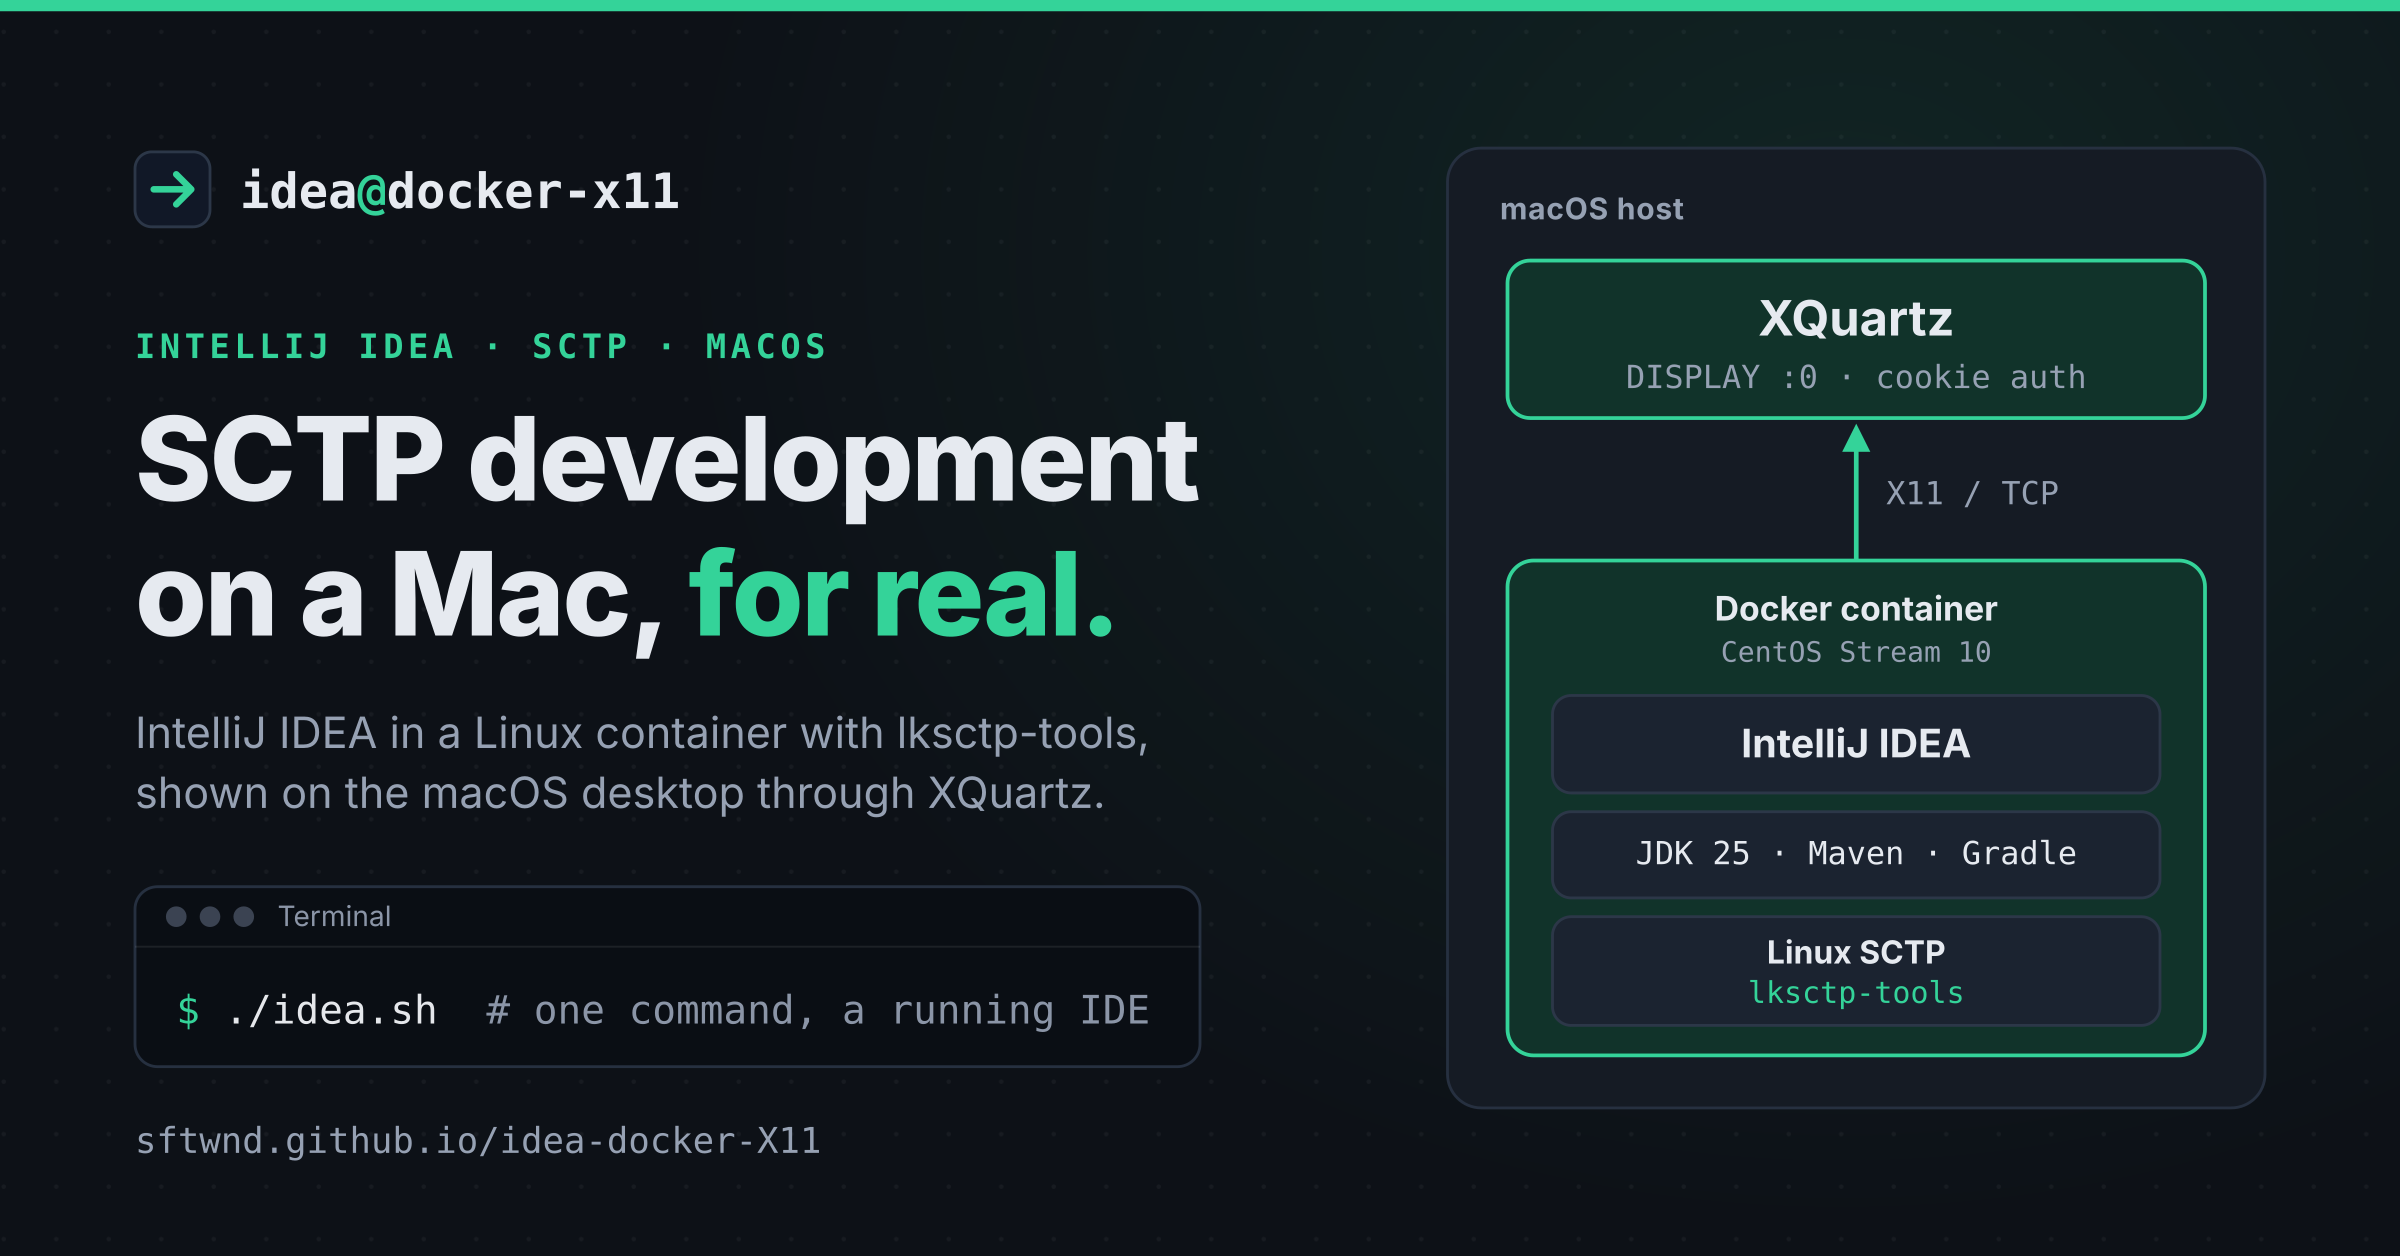 idea@docker-x11
INTELLIJ IDEA · SCTP · MACOS
SCTP development
on a Mac, for real.
IntelliJ IDEA in a Linux container with lksctp-tools,
shown on the macOS desktop through XQuartz.
Terminal
$ ./idea.sh  # one command, a running IDE
sftwnd.github.io/idea-docker-X11
macOS host
XQuartz
DISPLAY :0 · cookie auth
X11 / TCP
Docker container
CentOS Stream 10
IntelliJ IDEA
JDK 25 · Maven · Gradle
Linux SCTP
lksctp-tools